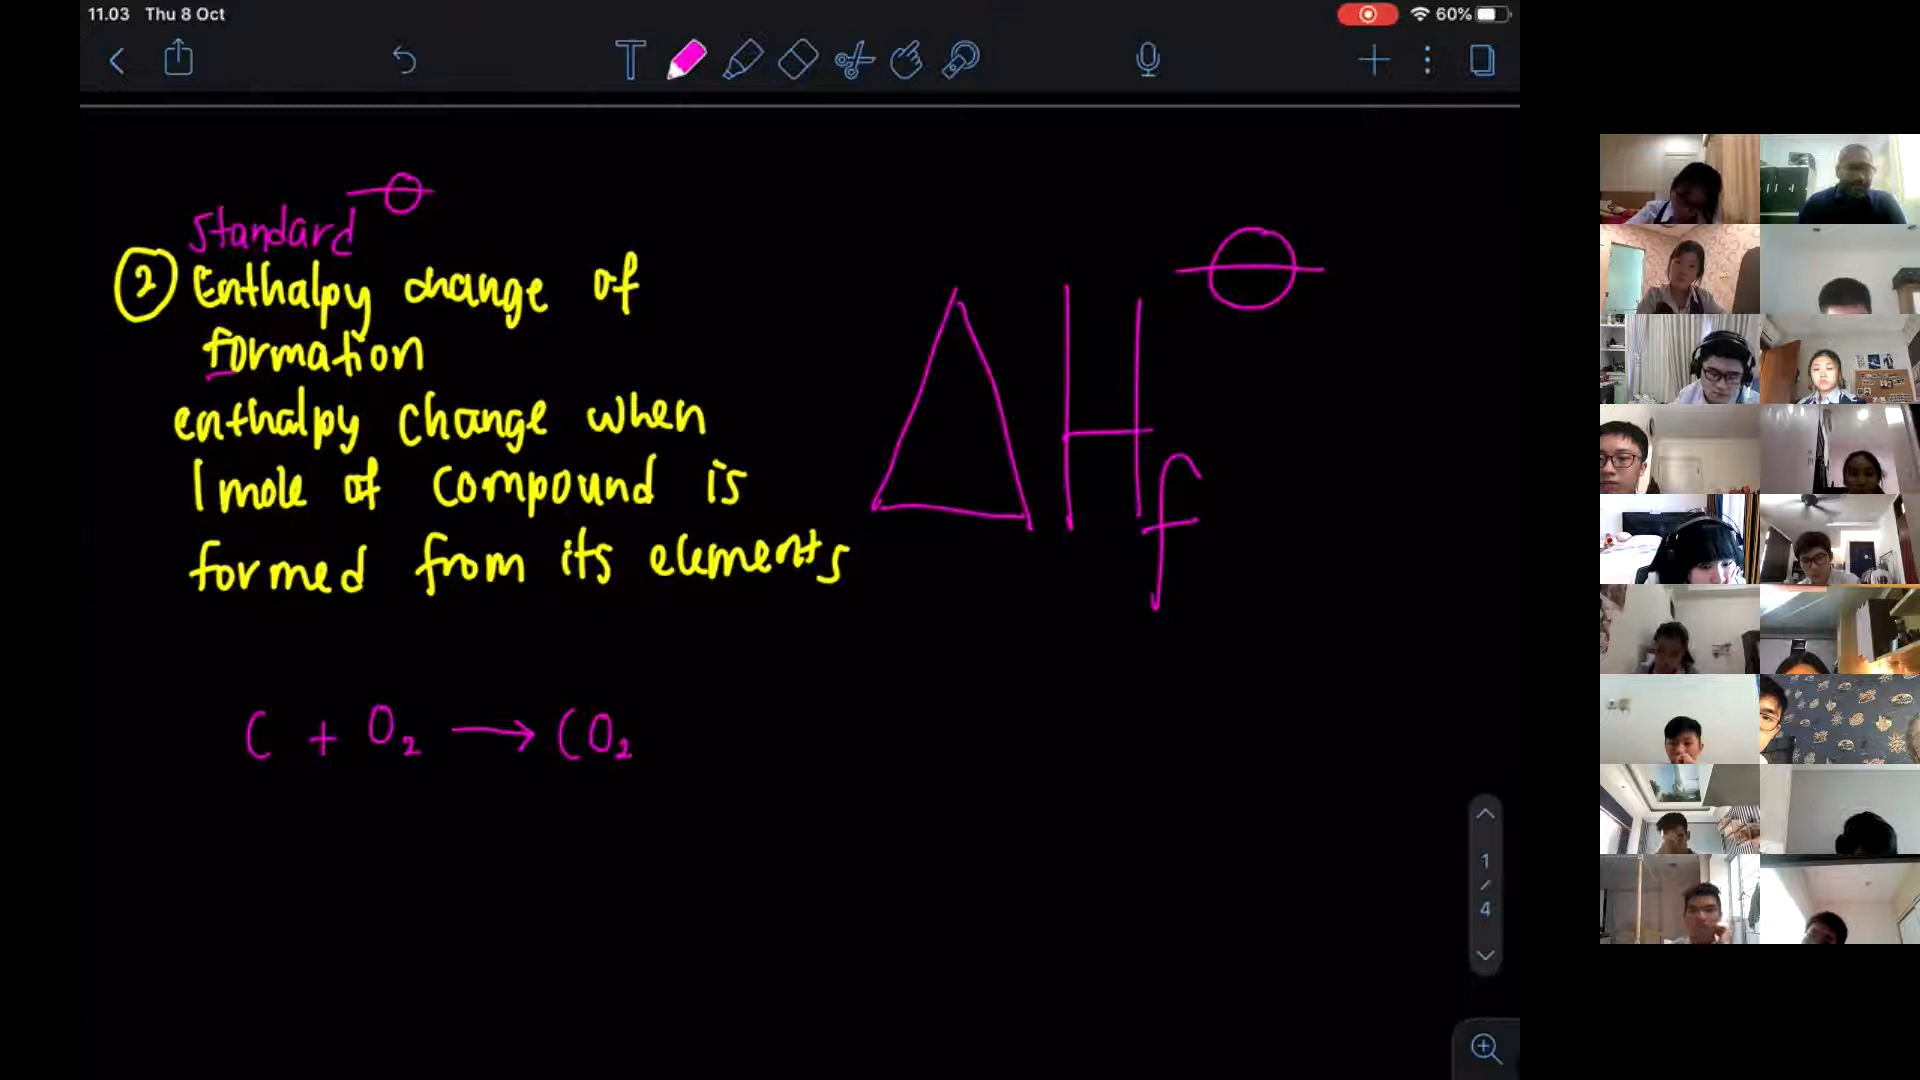 11.03 Thu 8 Oct
60%
T
Standard ⦵
② Enthalpy change of
formation
enthalpy change when
1 mole of compound is
formed from its elements
ΔHf⦵
C + O₂ → CO₂
1
/
4